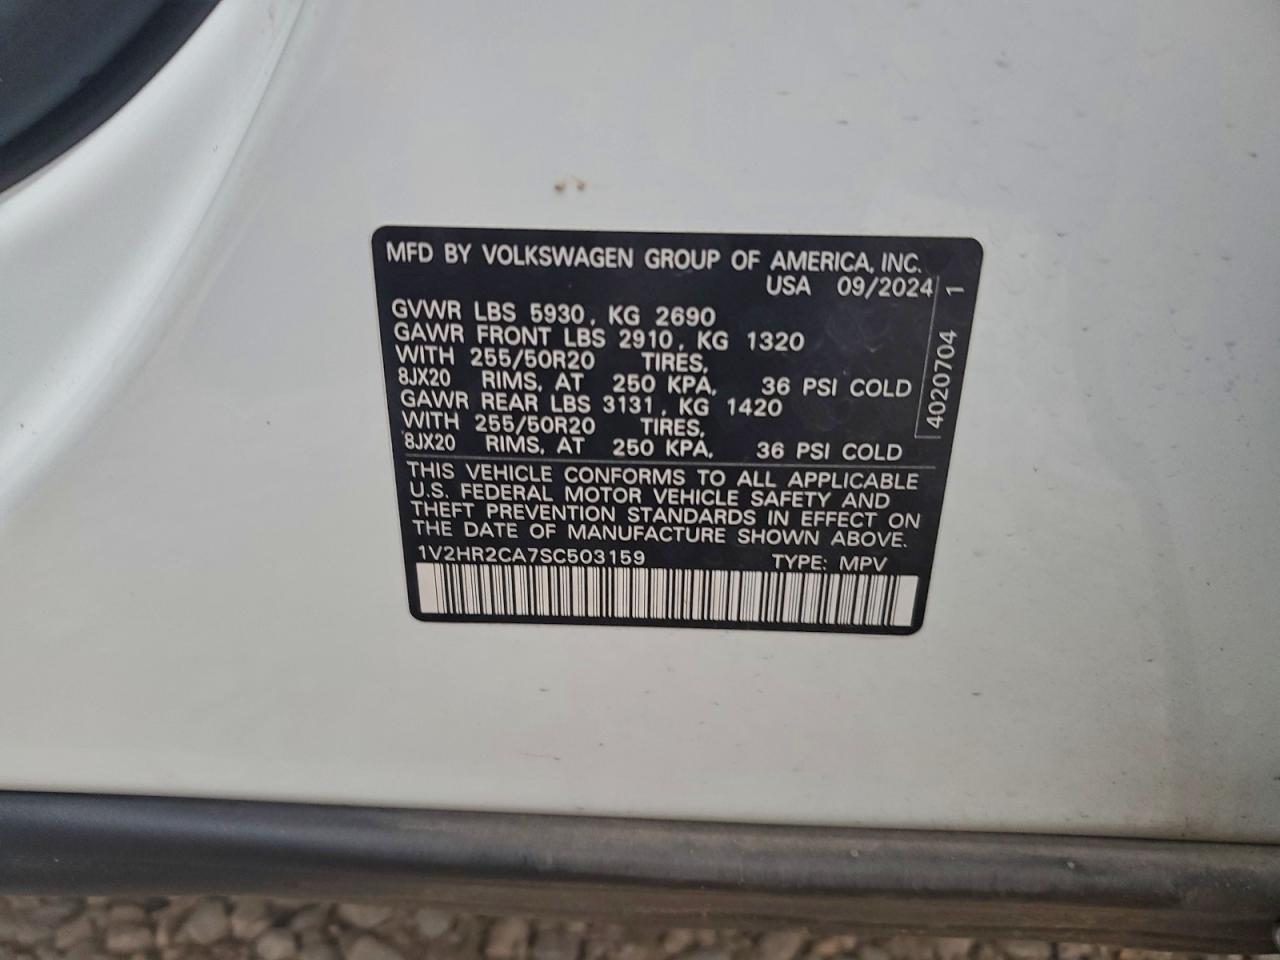 MFD BY VOLKSWAGEN GROUP OF AMERICA, INC.
USA 09/2024
GVWR LBS 5930, KG 2690
GAWR FRONT LBS 2910, KG 1320
WITH 255/50R20 TIRES,
8JX20 RIMS, AT 250 KPA, 36 PSI COLD
GAWR REAR LBS 3131, KG 1420
WITH 255/50R20 TIRES,
8JX20 RIMS, AT 250 KPA, 36 PSI COLD
4020704 1
THIS VEHICLE CONFORMS TO ALL APPLICABLE
U.S. FEDERAL MOTOR VEHICLE SAFETY AND
THEFT PREVENTION STANDARDS IN EFFECT ON
THE DATE OF MANUFACTURE SHOWN ABOVE.
1V2HR2CA7SC503159 TYPE: MPV